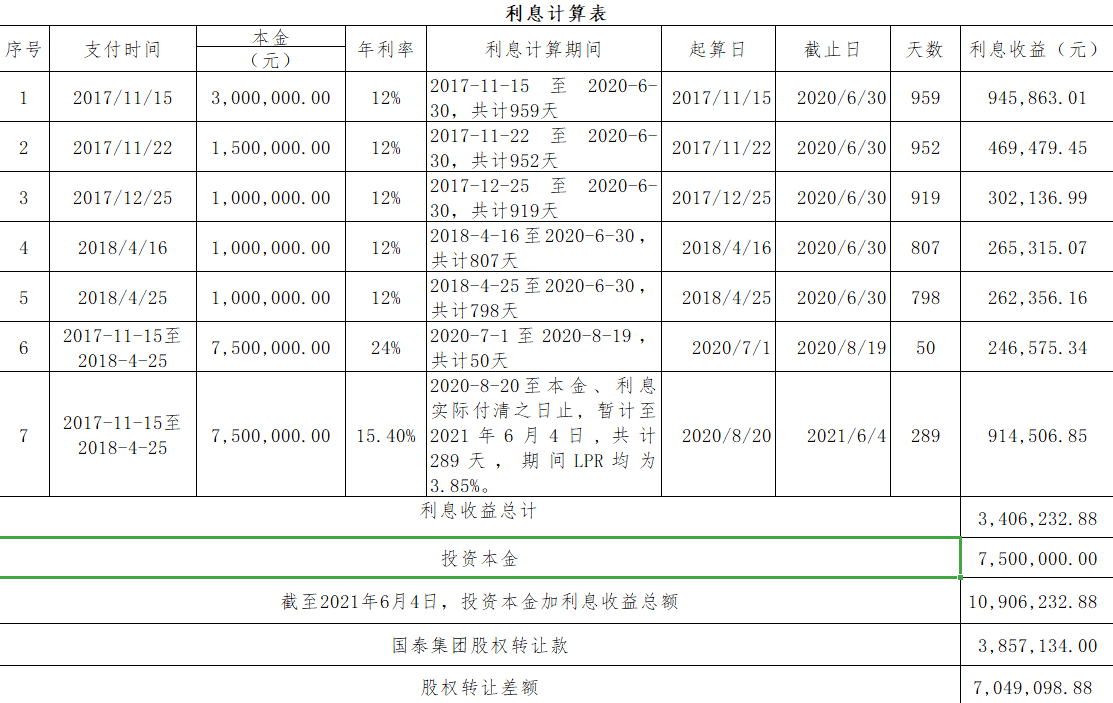 利息计算表
序号 支付时间 本金 年利率 利息计算期间 起算日 截止日 天数 利息收益（元）
（元）
1 2017/11/15 3,000,000.00 12% 2017-11-15 至 2020-6-
30，共计959天 2017/11/15 2020/6/30 959 945,863.01
2 2017/11/22 1,500,000.00 12% 2017-11-22 至 2020-6-
30，共计952天 2017/11/22 2020/6/30 952 469,479.45
3 2017/12/25 1,000,000.00 12% 2017-12-25 至 2020-6-
30，共计919天 2017/12/25 2020/6/30 919 302,136.99
4 2018/4/16 1,000,000.00 12% 2018-4-16至2020-6-30，
共计807天 2018/4/16 2020/6/30 807 265,315.07
5 2018/4/25 1,000,000.00 12% 2018-4-25至2020-6-30，
共计798天 2018/4/25 2020/6/30 798 262,356.16
6 2017-11-15至
2018-4-25 7,500,000.00 24% 2020-7-1 至 2020-8-19，
共计50天 2020/7/1 2020/8/19 50 246,575.34
7 2017-11-15至
2018-4-25 7,500,000.00 15.40% 2020-8-20至本金、利息
实际付清之日止，暂计至
2021年6月4日，共计
289天，期间LPR均为
3.85%。 2020/8/20 2021/6/4 289 914,506.85
利息收益总计 3,406,232.88
投资本金 7,500,000.00
截至2021年6月4日，投资本金加利息收益总额 10,906,232.88
国泰集团股权转让款 3,857,134.00
股权转让差额 7,049,098.88